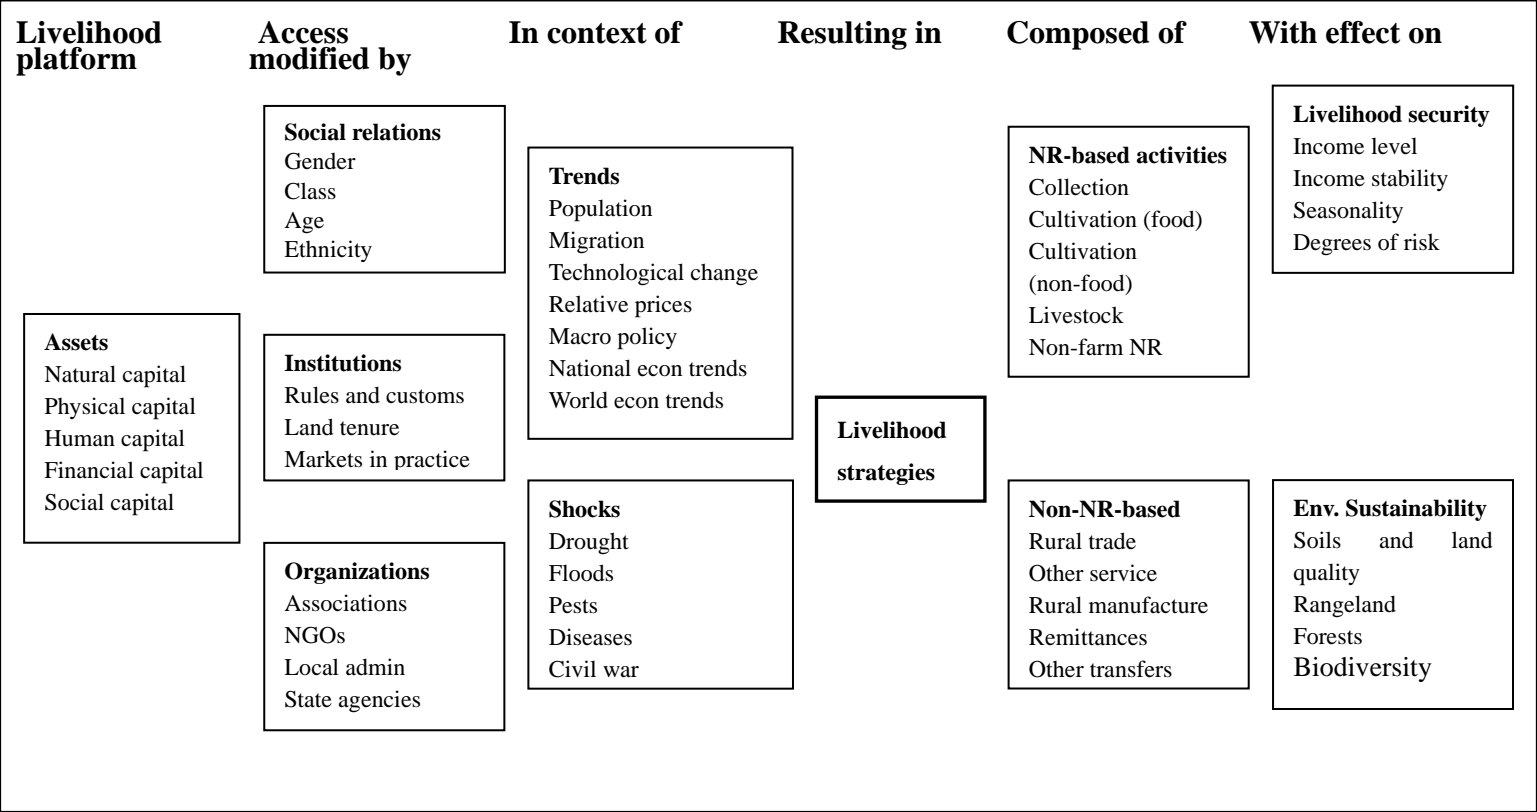 Livelihood
platform
Access
modified by
In context of
Resulting in
Composed of
With effect on
Assets
Natural capital
Physical capital
Human capital
Financial capital
Social capital
Social relations
Gender
Class
Age
Ethnicity
Institutions
Rules and customs
Land tenure
Markets in practice
Organizations
Associations
NGOs
Local admin
State agencies
Trends
Population
Migration
Technological change
Relative prices
Macro policy
National econ trends
World econ trends
Shocks
Drought
Floods
Pests
Diseases
Civil war
Livelihood
strategies
NR-based activities
Collection
Cultivation (food)
Cultivation
(non-food)
Livestock
Non-farm NR
Non-NR-based
Rural trade
Other service
Rural manufacture
Remittances
Other transfers
Livelihood security
Income level
Income stability
Seasonality
Degrees of risk
Env. Sustainability
Soils and land
quality
Rangeland
Forests
Biodiversity